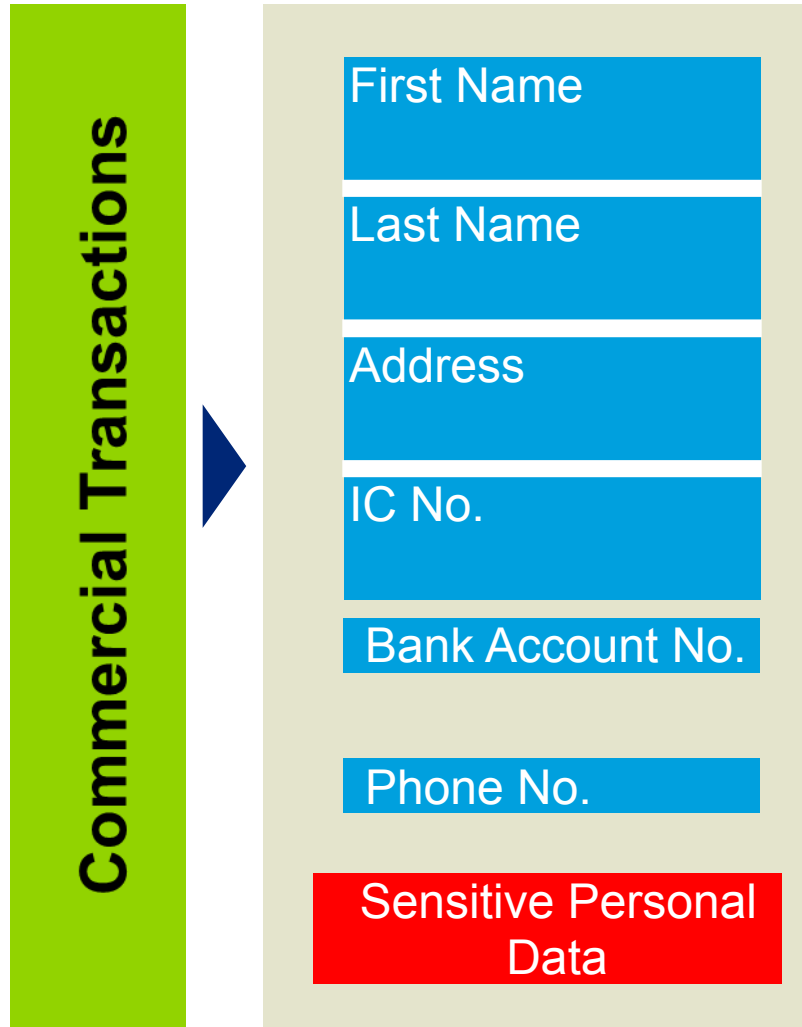 Commercial Transactions
First Name
Last Name
Address
IC No.
Bank Account No.
Phone No.
Sensitive Personal
Data